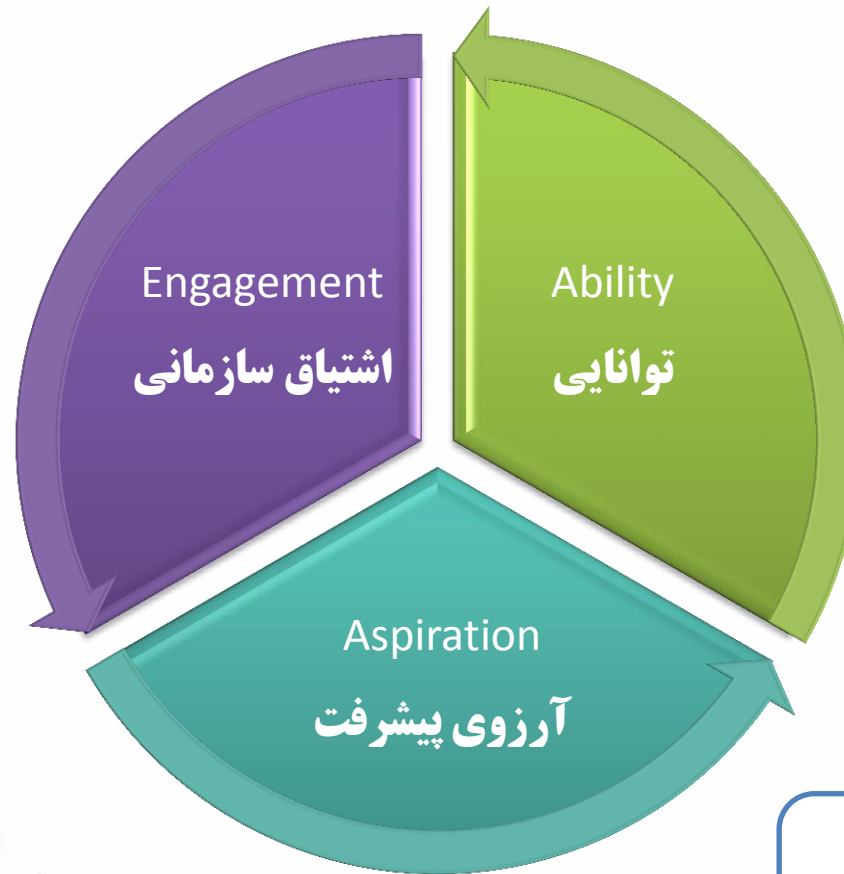 Engagement
اشتیاق سازمانی
Ability
توانایی
Aspiration
آرزوی پیشرفت